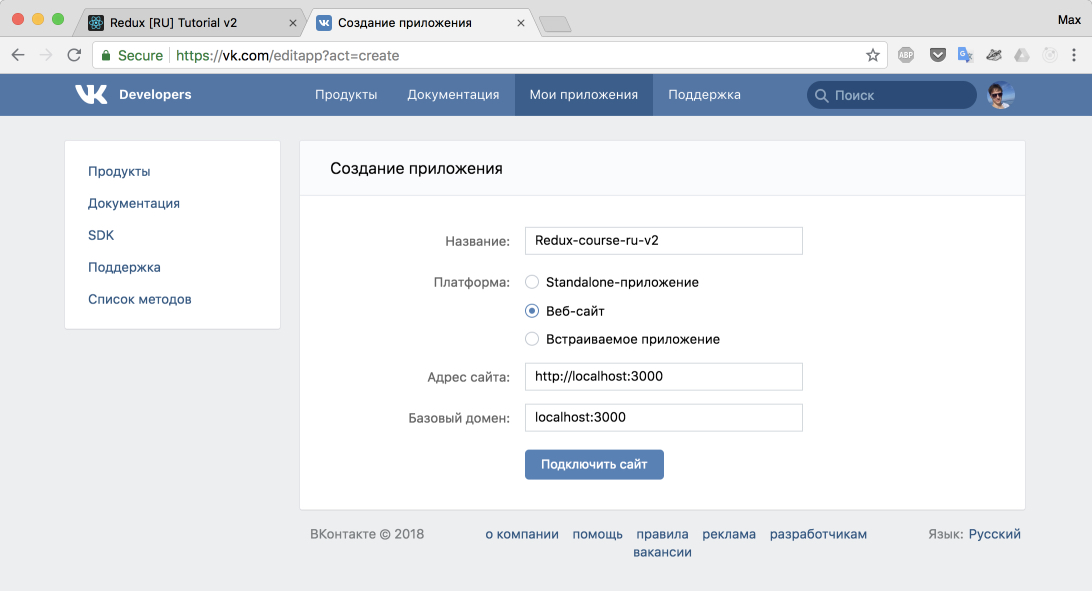 Redux [RU] Tutorial v2
Создание приложения
Max
Secure https://vk.com/editapp?act=create
ABP
Developers Продукты Документация Мои приложения Поддержка Поиск
Продукты
Документация
SDK
Поддержка
Список методов
Создание приложения
Название: Redux-course-ru-v2
Платформа: Standalone-приложение
Веб-сайт
Встраиваемое приложение
Адрес сайта: http://localhost:3000
Базовый домен: localhost:3000
Подключить сайт
ВКонтакте © 2018 о компании помощь правила реклама разработчикам Язык: Русский
вакансии